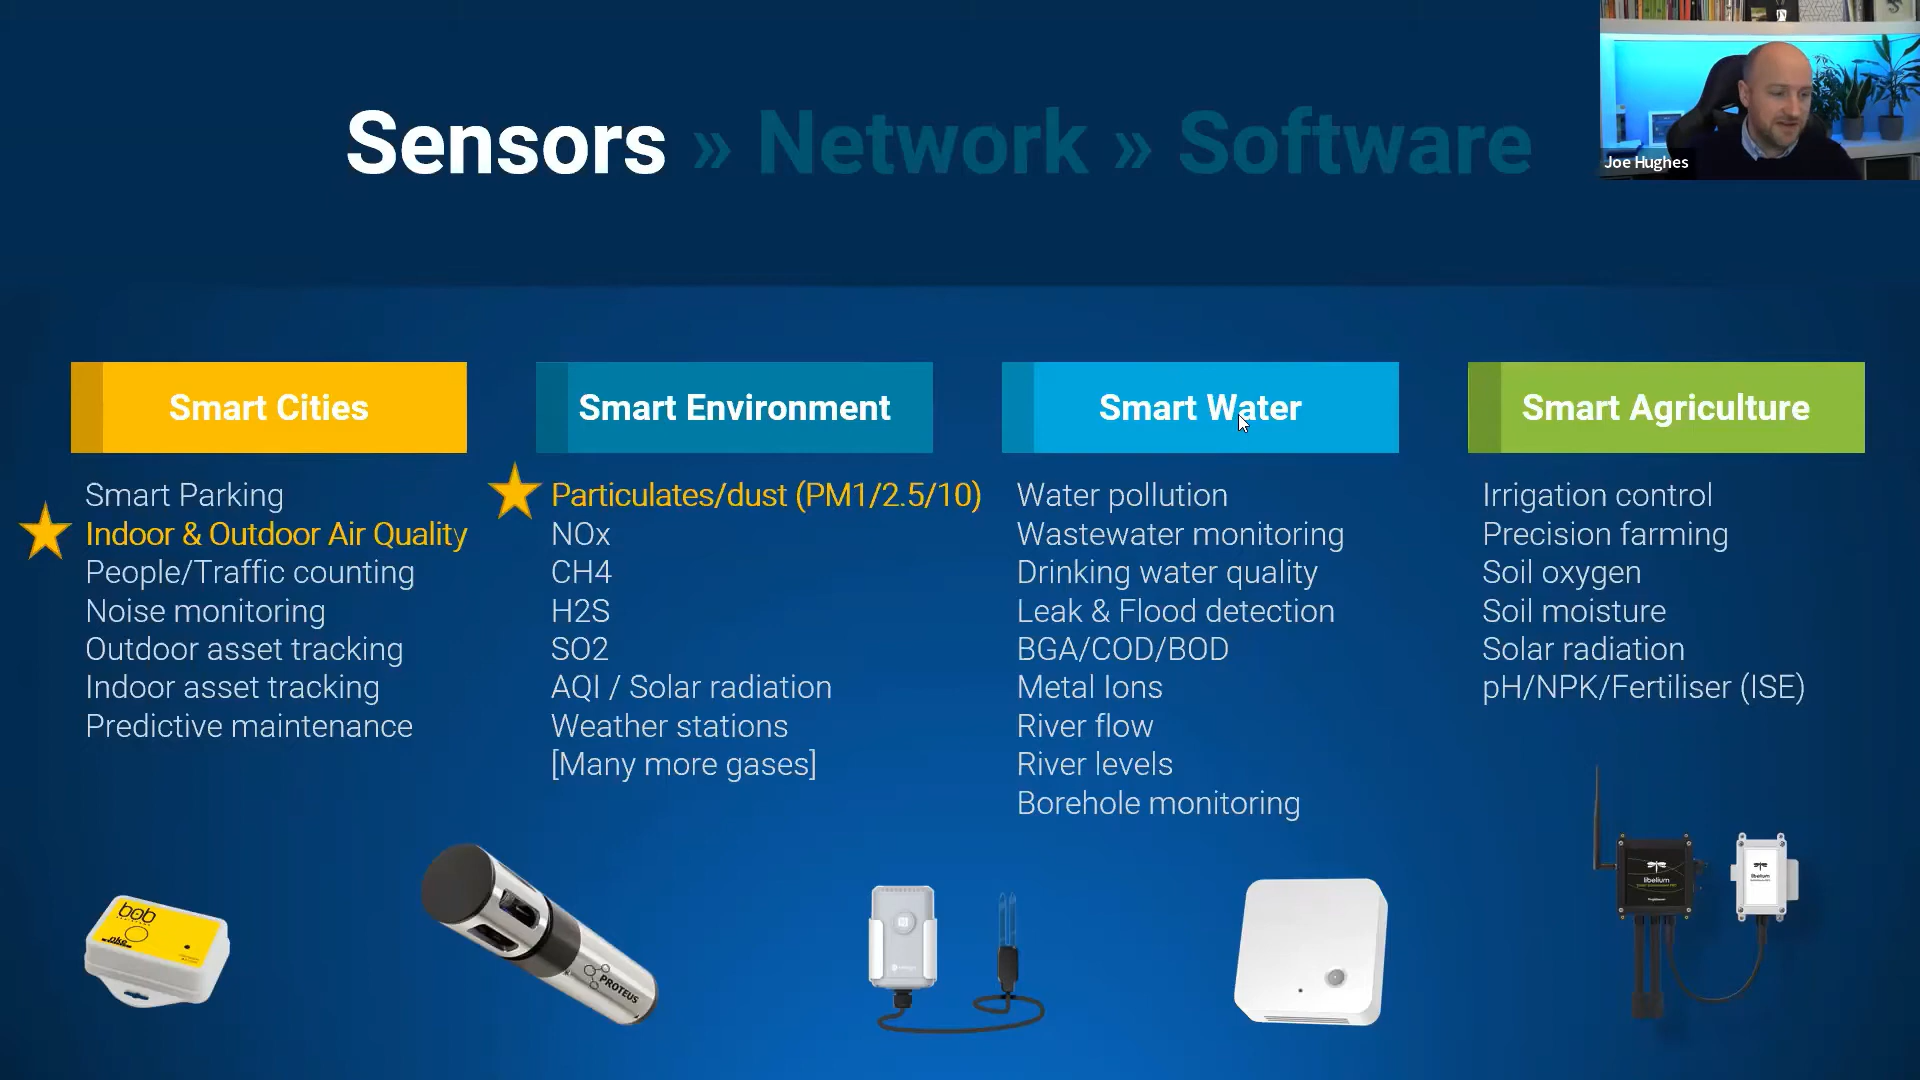 Sensors » Network » Software
Joe Hughes
Smart Cities
Smart Parking
Indoor & Outdoor Air Quality
People/Traffic counting
Noise monitoring
Outdoor asset tracking
Indoor asset tracking
Predictive maintenance
Smart Environment
Particulates/dust (PM1/2.5/10)
NOx
CH4
H2S
SO2
AQI / Solar radiation
Weather stations
[Many more gases]
Smart Water
Water pollution
Wastewater monitoring
Drinking water quality
Leak & Flood detection
BGA/COD/BOD
Metal Ions
River flow
River levels
Borehole monitoring
Smart Agriculture
Irrigation control
Precision farming
Soil oxygen
Soil moisture
Solar radiation
pH/NPK/Fertiliser (ISE)
bob
nke
PROTEUS
libelium
libelium